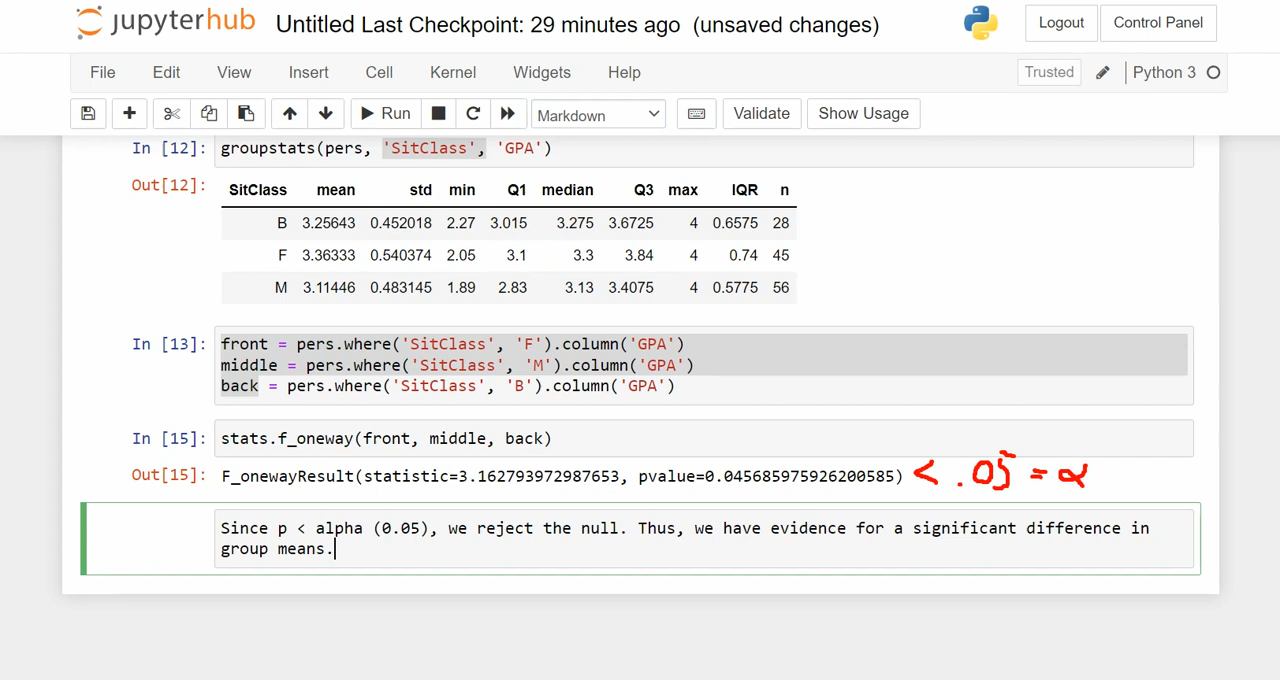 jupyterhub Untitled Last Checkpoint: 29 minutes ago (unsaved changes) Logout Control Panel
File Edit View Insert Cell Kernel Widgets Help Trusted Python 3
Run Markdown Validate Show Usage
In [12]: groupstats(pers, 'SitClass', 'GPA')
Out[12]: SitClass mean std min Q1 median Q3 max IQR n
B 3.25643 0.452018 2.27 3.015 3.275 3.6725 4 0.6575 28
F 3.36333 0.540374 2.05 3.1 3.3 3.84 4 0.74 45
M 3.11446 0.483145 1.89 2.83 3.13 3.4075 4 0.5775 56
In [13]: front = pers.where('SitClass', 'F').column('GPA')
middle = pers.where('SitClass', 'M').column('GPA')
back = pers.where('SitClass', 'B').column('GPA')
In [15]: stats.f_oneway(front, middle, back)
Out[15]: F_onewayResult(statistic=3.162793972987653, pvalue=0.045685975926200585) < .05 = α
Since p < alpha (0.05), we reject the null. Thus, we have evidence for a significant difference in
group means.